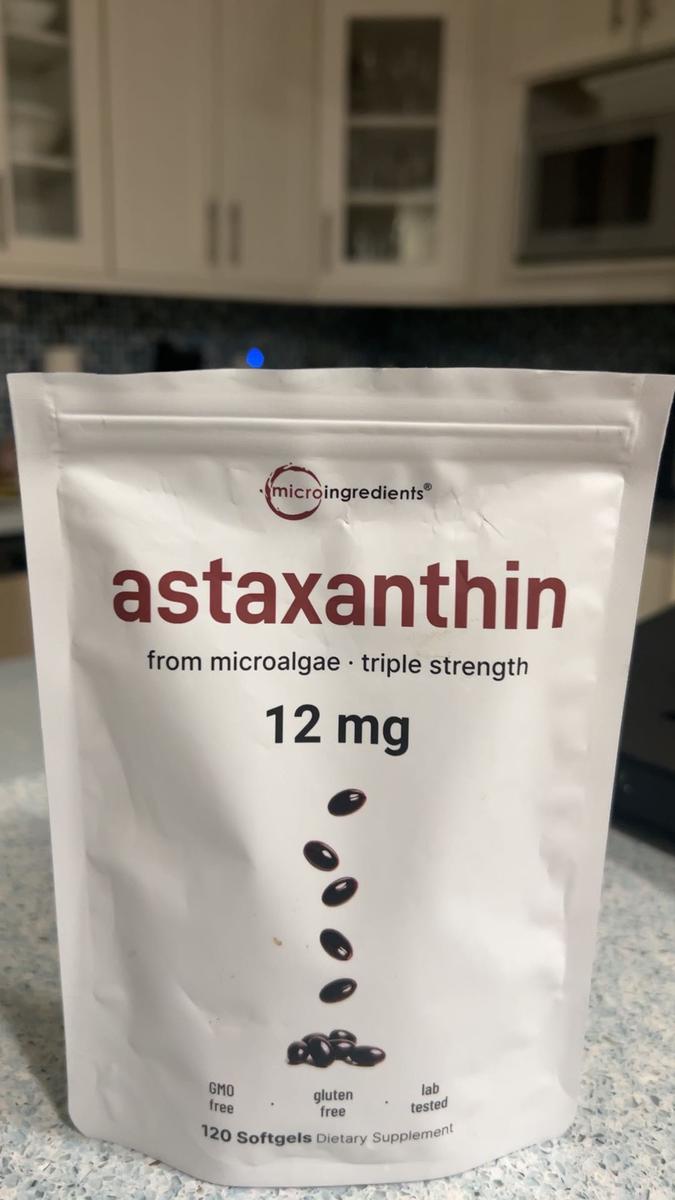 microingredients®
astaxanthin
from microalgae · triple strength
12 mg
GMO free · gluten free · lab tested
120 Softgels Dietary Supplement